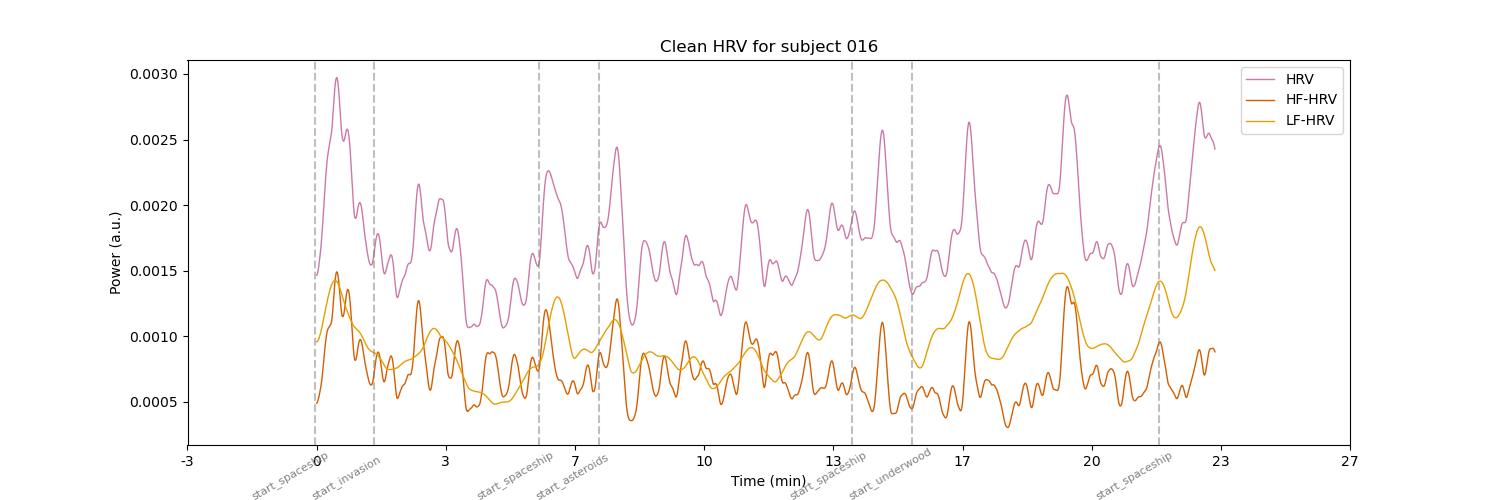 Clean HRV for subject 016
HRV
HF-HRV
LF-HRV
Power (a.u.)
0.0030
0.0025
0.0020
0.0015
0.0010
0.0005
-3 0 3 7 10 13 17 20 23 27
start_spaceship start_invasion start_spaceship start_asteroids start_spaceship start_underwood start_spaceship
Time (min)